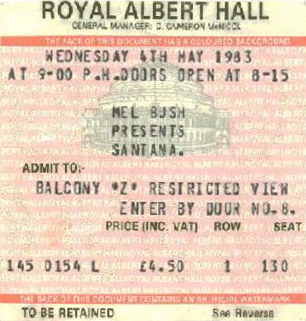 ROYAL ALBERT HALL
GENERAL MANAGER: D. CAMERON McNICOL
THE FACE OF THIS DOCUMENT HAS A COLOURED BACKGROUND
WEDNESDAY 4TH MAY 1983
AT 9-00 P.M.DOORS OPEN AT 8-15
MEL BUSH
PRESENTS
SANTANA.
ADMIT TO:
BALCONY "Z" RESTRICTED VIEW
ENTER BY DOOR NO.8.
PRICE (INC. VAT) ROW SEAT
145 0154 L £4.50 1 130
THE BACK OF THIS DOCUMENT CONTAINS AN ARTIFICIAL WATERMARK
TO BE RETAINED See Reverse